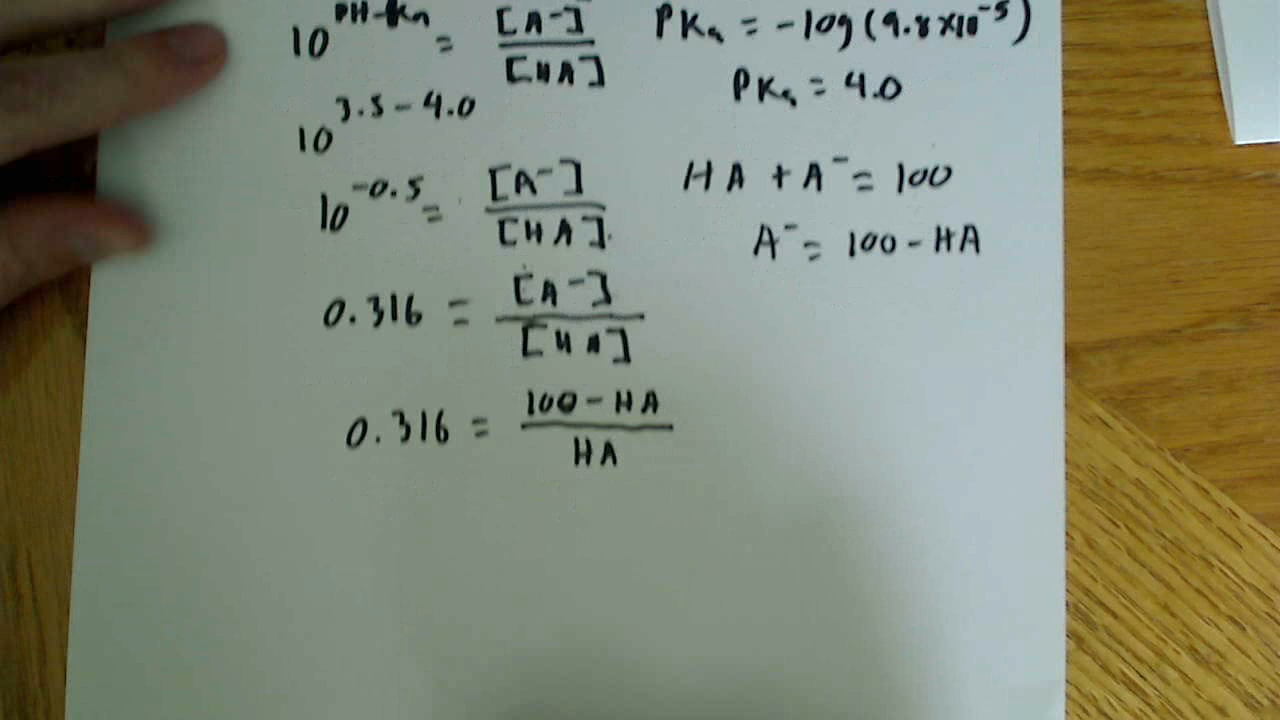 10^PH-Ka = [A-]/[HA]
PKa = -log(9.8×10^-5)
PKa = 4.0
10^3.5-4.0
10^-0.5 = [A-]/[HA]
HA + A^- = 100
A^- = 100 - HA
0.316 = [A-]/[HA]
0.316 = 100-HA/HA